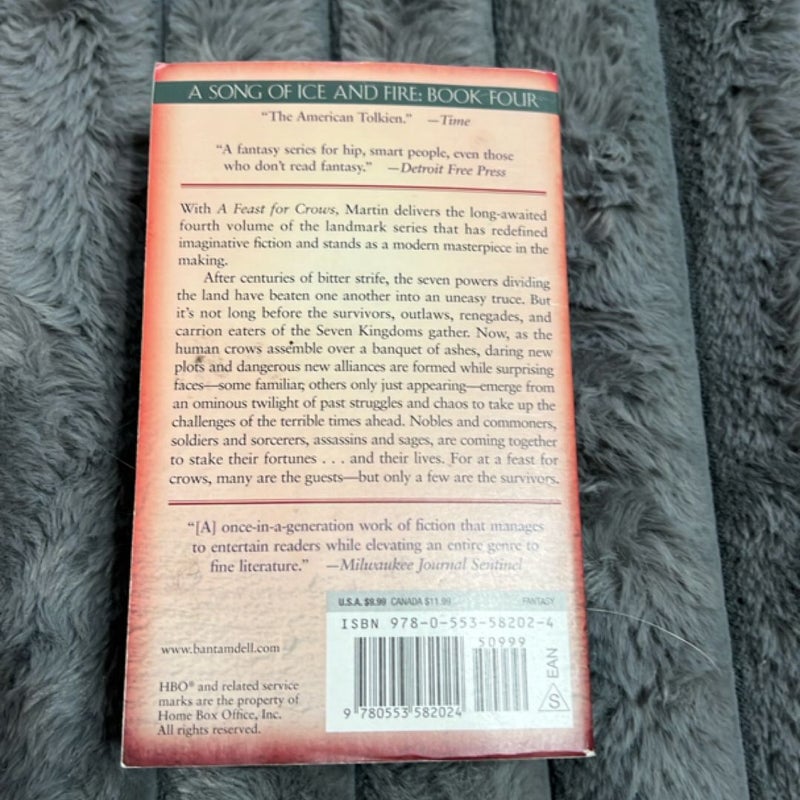 A SONG OF ICE AND FIRE: BOOK FOUR
“The American Tolkien.” —Time
“A fantasy series for hip, smart people, even those
who don’t read fantasy.” —Detroit Free Press
With A Feast for Crows, Martin delivers the long-awaited
fourth volume of the landmark series that has redefined
imaginative fiction and stands as a modern masterpiece in the
making.
After centuries of bitter strife, the seven powers dividing
the land have beaten one another into an uneasy truce. But
it’s not long before the survivors, outlaws, renegades, and
carrion eaters of the Seven Kingdoms gather. Now, as the
human crows assemble over a banquet of ashes, daring new
plots and dangerous new alliances are formed while surprising
faces—some familiar, others only just appearing—emerge from
an ominous twilight of past struggles and chaos to take up the
challenges of the terrible times ahead. Nobles and commoners,
soldiers and sorcerers, assassins and sages, are coming together
to stake their fortunes . . . and their lives. For at a feast for
crows, many are the guests—but only a few are the survivors.
“[A] once-in-a-generation work of fiction that manages
to entertain readers while elevating an entire genre to
fine literature.” —Milwaukee Journal Sentinel
U.S.A. $9.99 CANADA $11.99 FANTASY
ISBN 978-0-553-58202-4
50999
EAN
S
9 780553 582024
www.bantamdell.com
HBO® and related service
marks are the property of
Home Box Office, Inc.
All rights reserved.